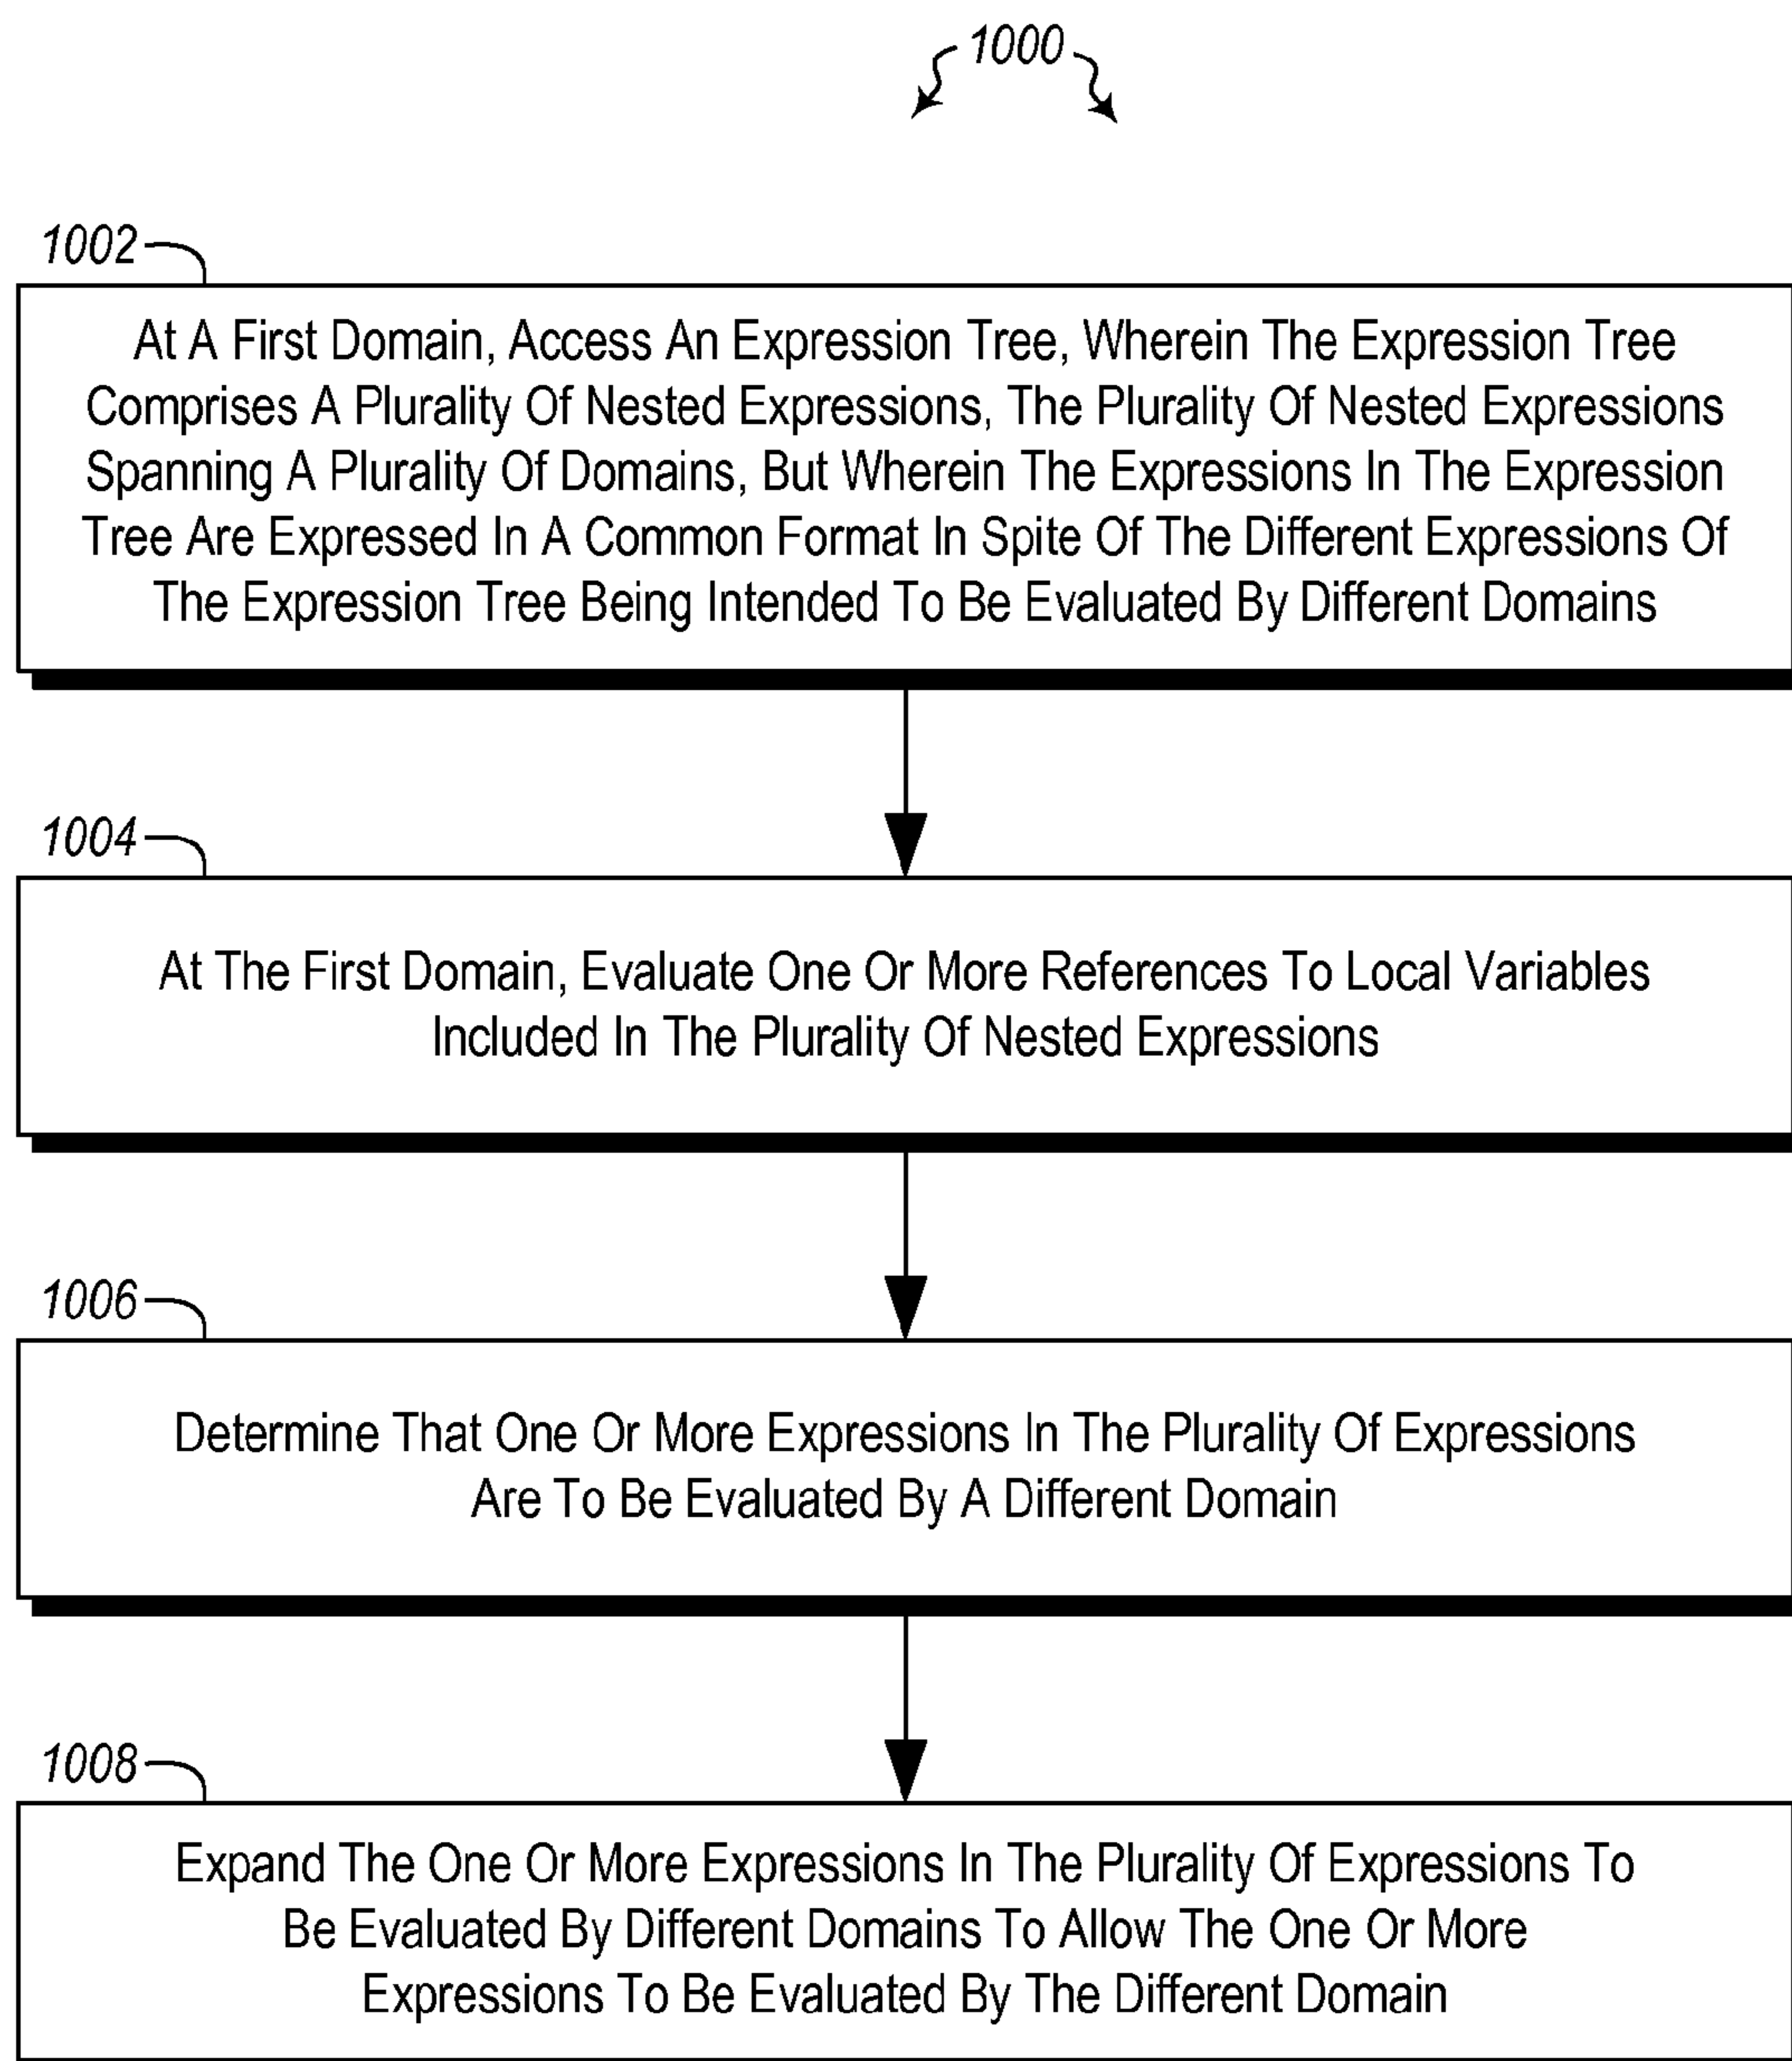 1000
1002
At A First Domain, Access An Expression Tree, Wherein The Expression Tree
Comprises A Plurality Of Nested Expressions, The Plurality Of Nested Expressions
Spanning A Plurality Of Domains, But Wherein The Expressions In The Expression
Tree Are Expressed In A Common Format In Spite Of The Different Expressions Of
The Expression Tree Being Intended To Be Evaluated By Different Domains
1004
At The First Domain, Evaluate One Or More References To Local Variables
Included In The Plurality Of Nested Expressions
1006
Determine That One Or More Expressions In The Plurality Of Expressions
Are To Be Evaluated By A Different Domain
1008
Expand The One Or More Expressions In The Plurality Of Expressions To
Be Evaluated By Different Domains To Allow The One Or More
Expressions To Be Evaluated By The Different Domain